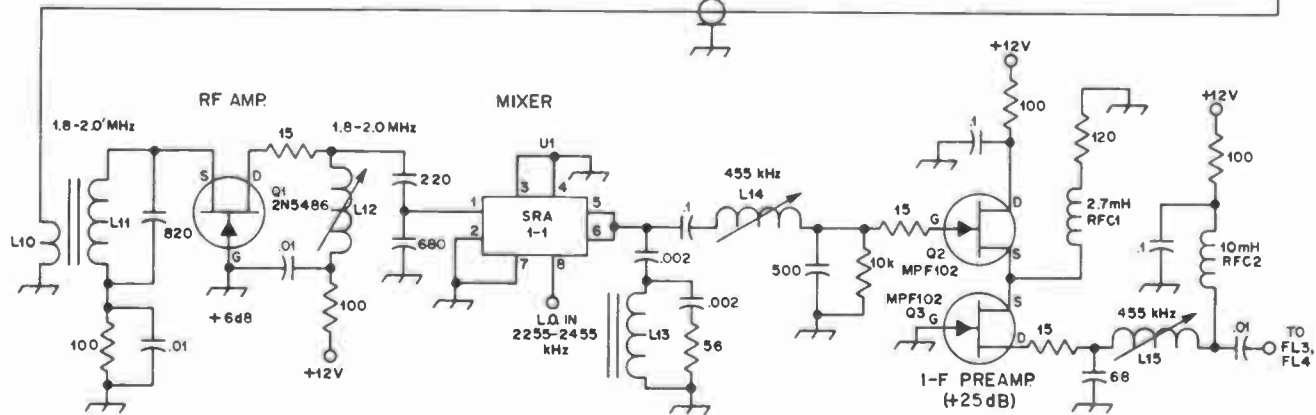 +12V
RF AMP.
MIXER
100
+12V
1.8-2.0 MHz
15
1.8-2.0 MHz
U1
.1
120
100
S
D
Q1
2N5486
220
3
4
455 kHz
L14
D
2.7mH
RFC1
L11
L12
1
SRA
1-1
5
6
.1
15
G
Q2
MPF102
S
.1
10mH
RFC2
L10
820
G
.01
680
2
7
8
.002
500
10k
MPF102
Q3
G
S
D
455 kHz
+6dB
100
L.O. IN
2255-2455
kHz
L13
.002
56
15
L15
.01
TO
FL3,
FL4
100
.01
+12V
68
I-F PREAMP.
(+25dB)